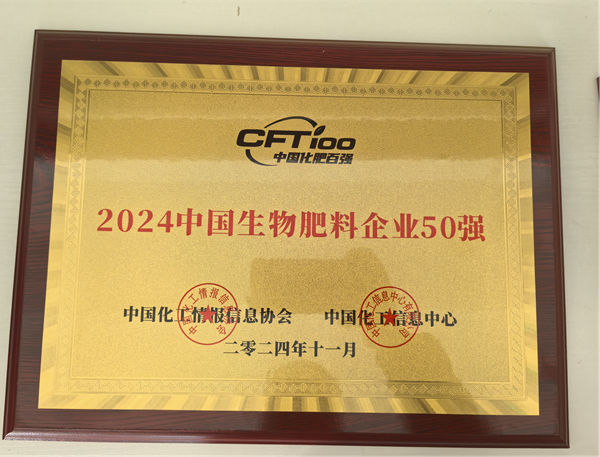 CFT100
中国化肥百强
2024中国生物肥料企业50强
中国化工情报信息协会 中国化工信息中心
二零二四年十一月